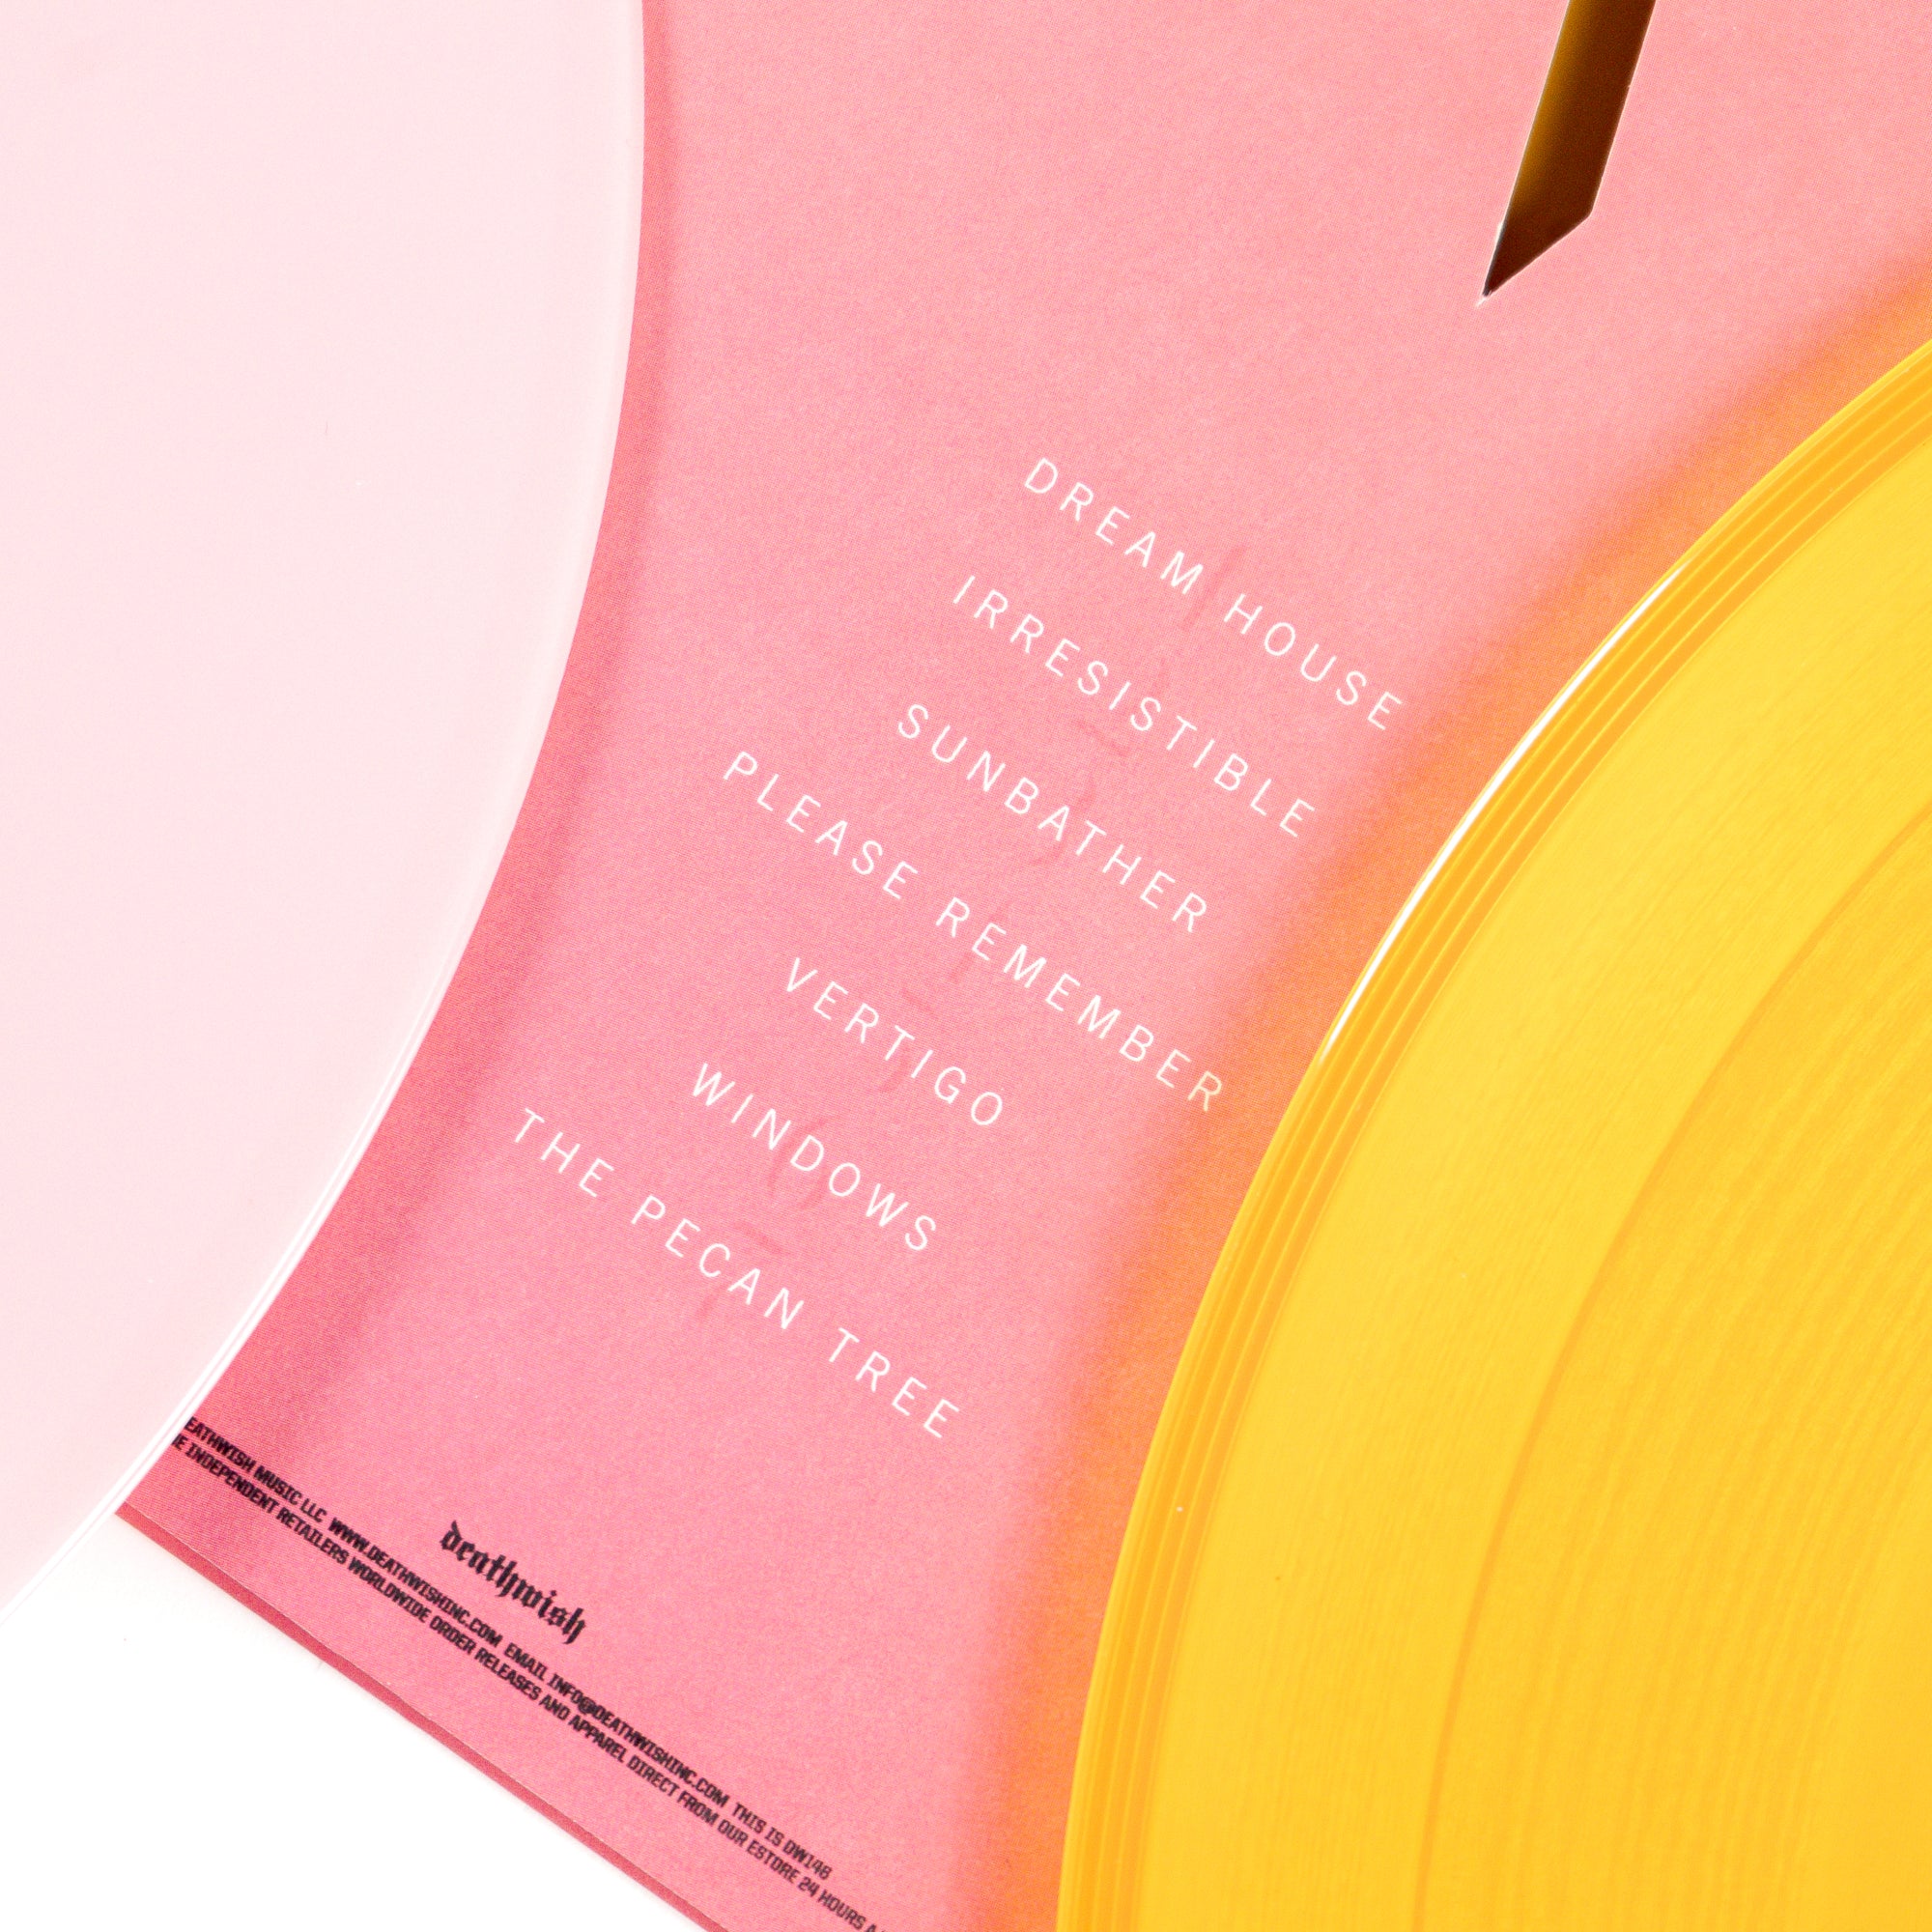 DREAM HOUSE
IRRESISTIBLE
SUNBATHER
PLEASE REMEMBER
VERTIGO
WINDOWS
THE PECAN TREE
deathwish
EATHWISH MUSIC LLC WWW.DEATHWISHINC.COM EMAIL INFO@DEATHWISHINC.COM THIS IS DW148
INDEPENDENT RETAILERS WORLDWIDE ORDER RELEASES AND APPAREL DIRECT FROM OUR ESTORE 24 HOURS